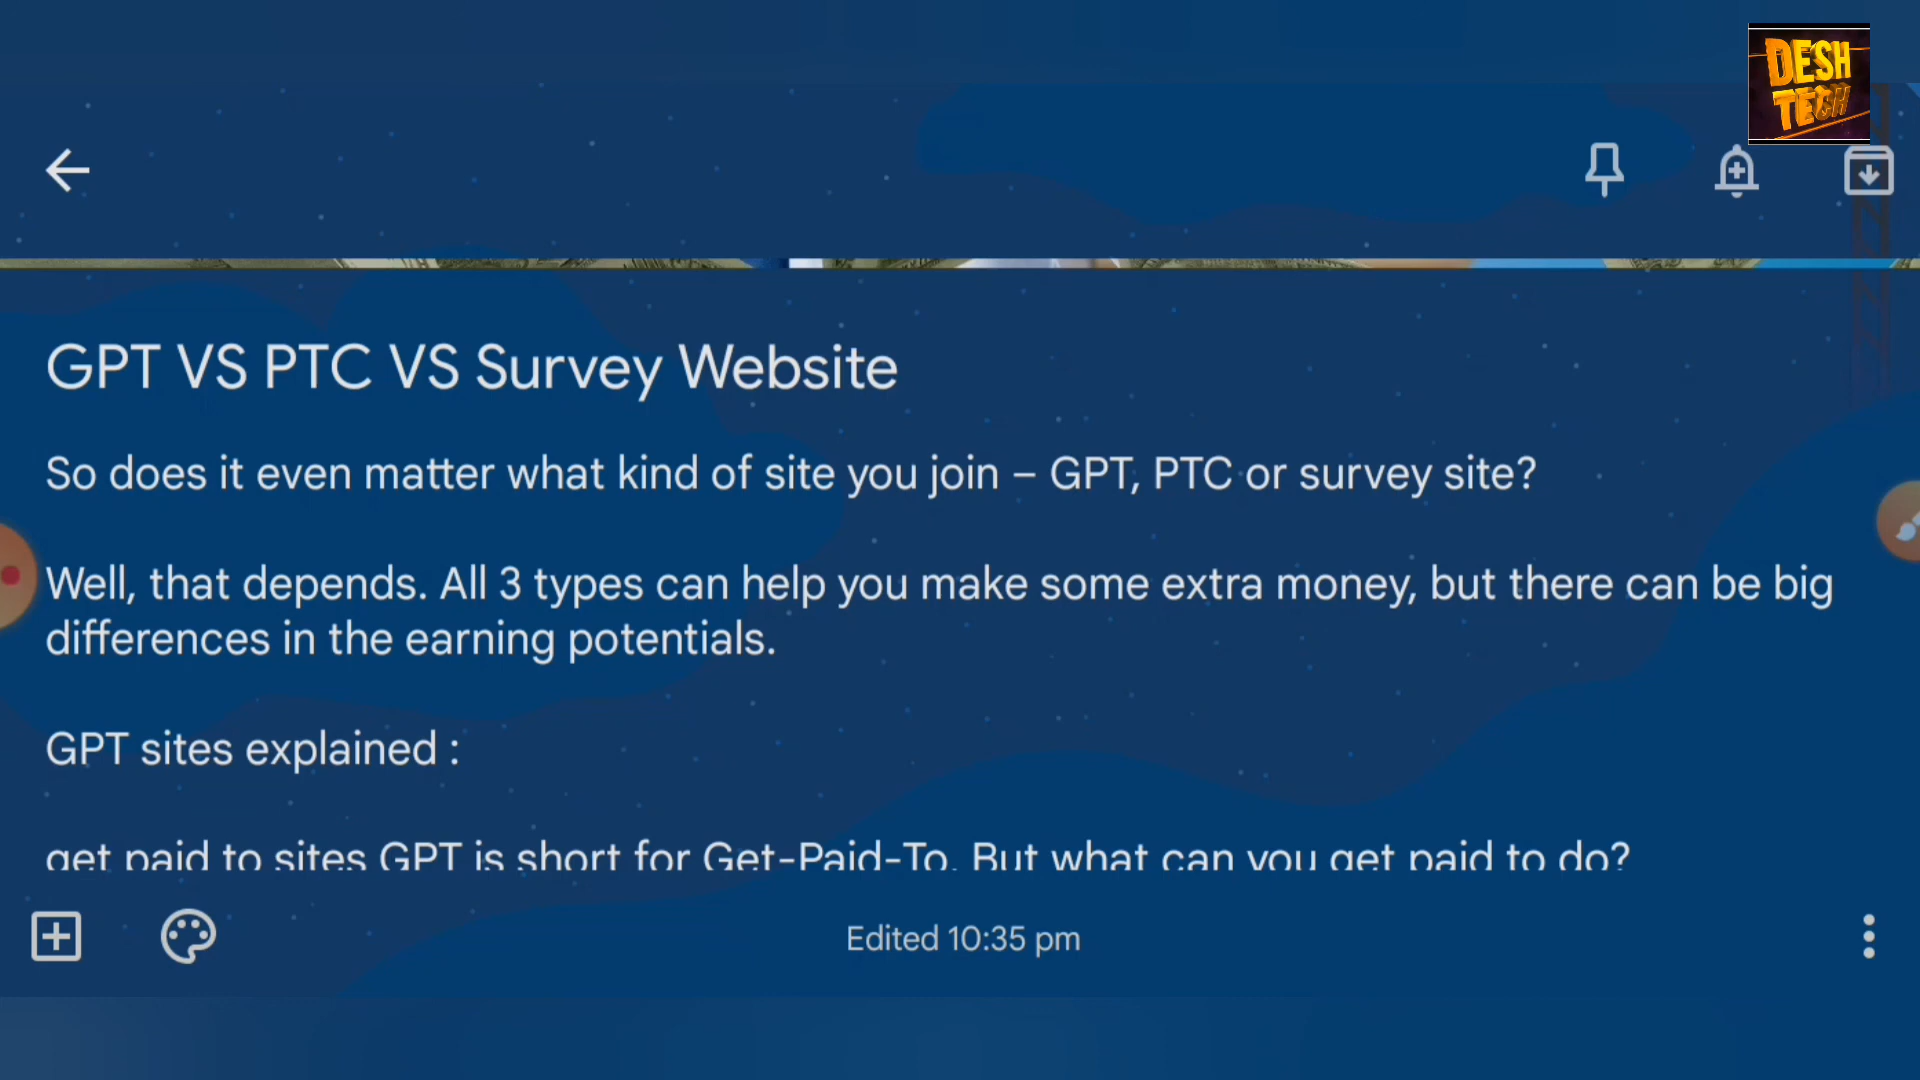 DESH
TECH
GPT VS PTC VS Survey Website
So does it even matter what kind of site you join – GPT, PTC or survey site?
Well, that depends. All 3 types can help you make some extra money, but there can be big
differences in the earning potentials.
GPT sites explained :
get paid to sites GPT is short for Get-Paid-To. But what can you get paid to do?
Edited 10:35 pm